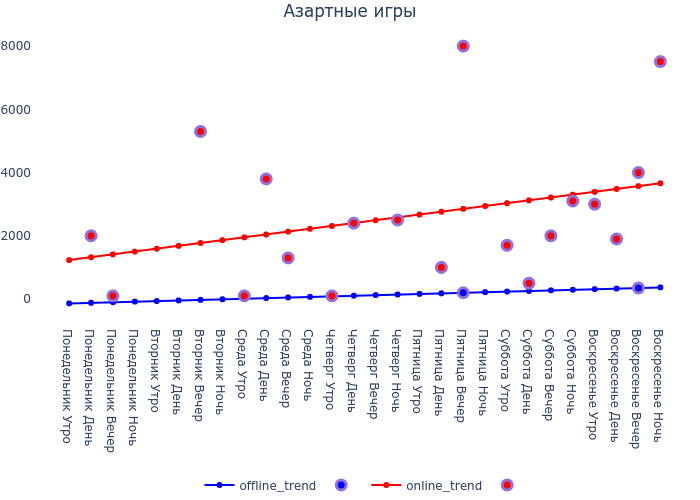 Азартные игры
8000
6000
4000
2000
0
Понедельник Утро
Понедельник День
Понедельник Вечер
Понедельник Ночь
Вторник Утро
Вторник День
Вторник Вечер
Вторник Ночь
Среда Утро
Среда День
Среда Вечер
Среда Ночь
Четверг Утро
Четверг День
Четверг Вечер
Четверг Ночь
Пятница Утро
Пятница День
Пятница Вечер
Пятница Ночь
Суббота Утро
Суббота День
Суббота Вечер
Суббота Ночь
Воскресенье Утро
Воскресенье День
Воскресенье Вечер
Воскресенье Ночь
offline_trend online_trend